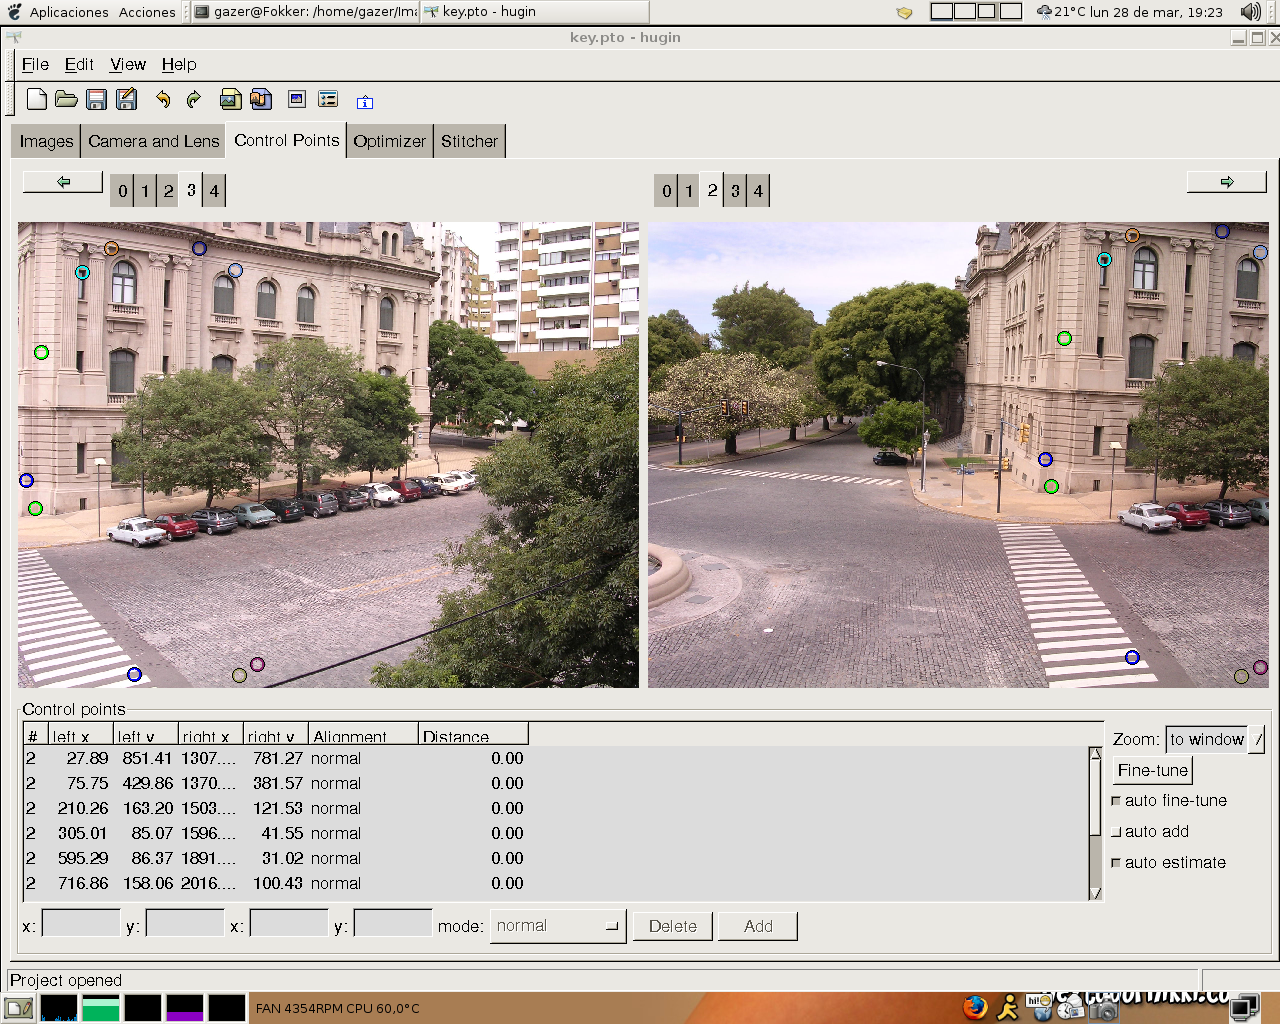 Aplicaciones Acciones gazer@Fokker: /home/gazer/Im key.pto - hugin 21°C lun 28 de mar, 19:23
key.pto - hugin
File Edit View Help
Images Camera and Lens Control Points Optimizer Stitcher
0 1 2 3 4 0 1 2 3 4
Control points
# left x left y right x right y Alignment Distance
2 27.89 851.41 1307.... 781.27 normal 0.00
2 75.75 429.86 1370.... 381.57 normal 0.00
2 210.26 163.20 1503.... 121.53 normal 0.00
2 305.01 85.07 1596.... 41.55 normal 0.00
2 595.29 86.37 1891.... 31.02 normal 0.00
2 716.86 158.06 2016.... 100.43 normal 0.00
Zoom: to window
Fine-tune
auto fine-tune
auto add
auto estimate
x: y: x: y: mode: normal Delete Add
Project opened
FAN 4354RPM CPU 60,0°C
hi!